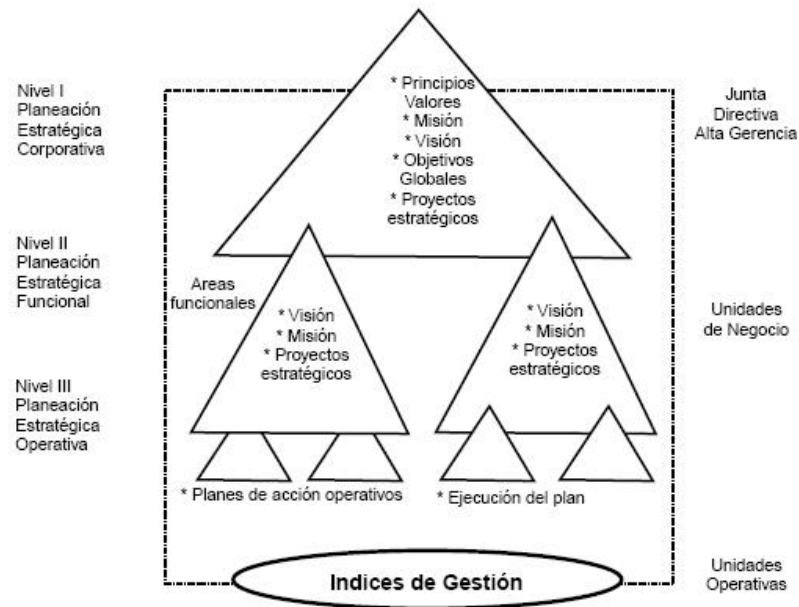 Nivel I
Planeación
Estratégica
Corporativa
* Principios
Valores
* Misión
* Visión
* Objetivos
Globales
* Proyectos
estratégicos
Junta
Directiva
Alta Gerencia
Nivel II
Planeación
Estratégica
Funcional
Areas
funcionales
* Visión
* Misión
* Proyectos
estratégicos
* Visión
* Misión
* Proyectos
estratégicos
Unidades
de Negocio
Nivel III
Planeación
Estratégica
Operativa
* Planes de acción operativos
* Ejecución del plan
Indices de Gestión
Unidades
Operativas